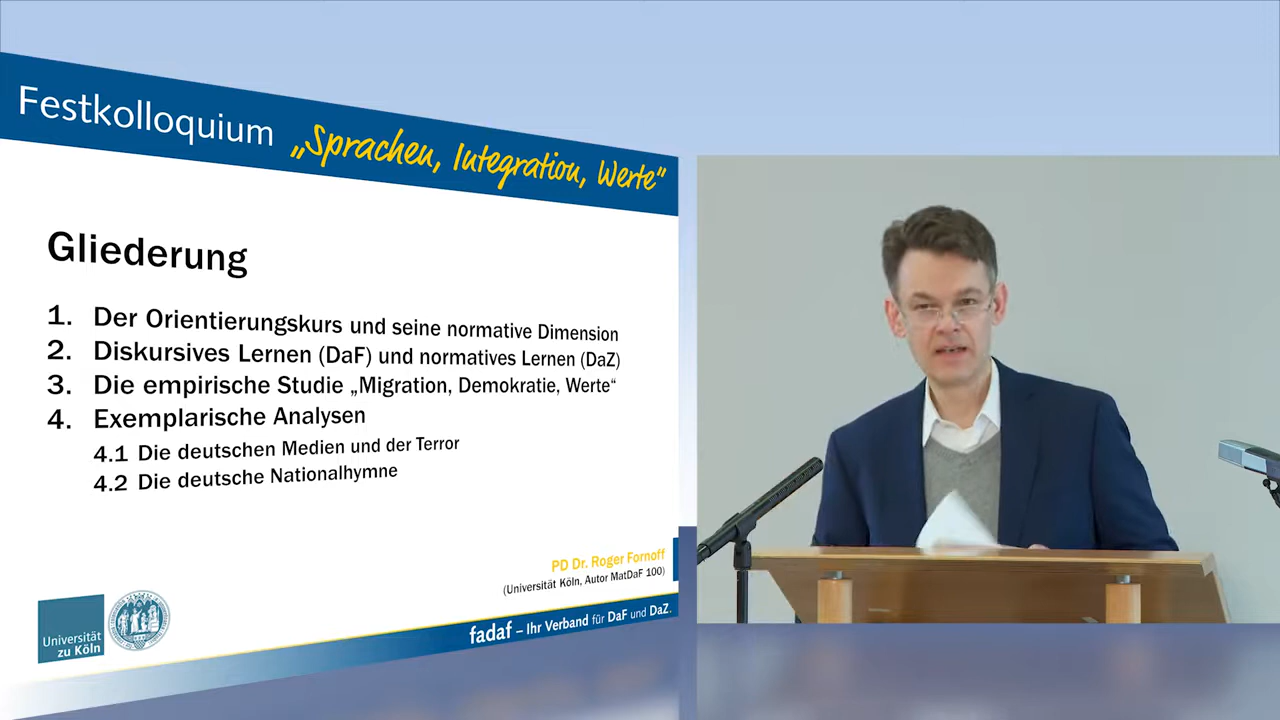 Festkolloquium „Sprachen, Integration, Werte“
Gliederung
1. Der Orientierungskurs und seine normative Dimension
2. Diskursives Lernen (DaF) und normatives Lernen (DaZ)
3. Die empirische Studie „Migration, Demokratie, Werte“
4. Exemplarische Analysen
4.1 Die deutschen Medien und der Terror
4.2 Die deutsche Nationalhymne
PD Dr. Roger Fornoff
(Universität Köln, Autor MatDaF 100)
Universität
zu Köln
fadaf – Ihr Verband für DaF und DaZ.